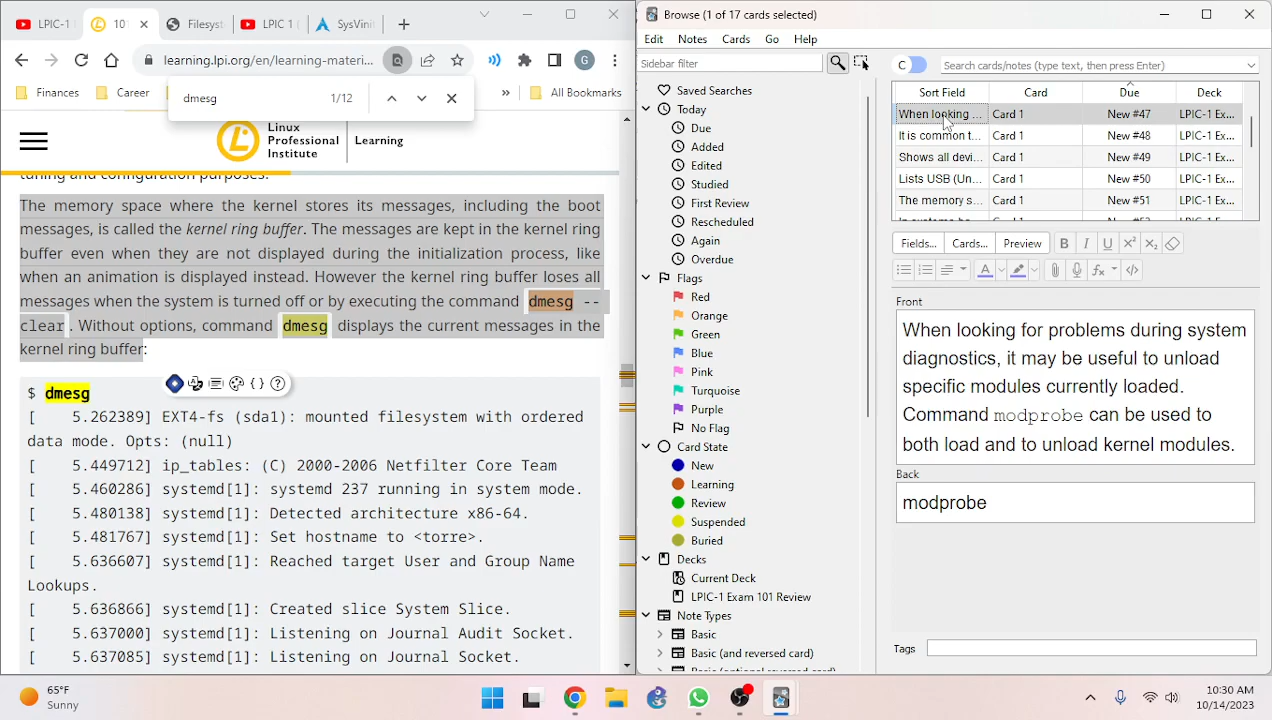 LPIC-1
101
Filesyst
LPIC 1 (
SysVinit
learning.lpi.org/en/learning-materi...
G
Finances
Career
»
All Bookmarks
dmesg
1/12
Linux
Professional
Institute
Learning
tuning and configuration purposes.
The memory space where the kernel stores its messages, including the boot
messages, is called the kernel ring buffer. The messages are kept in the kernel ring
buffer even when they are not displayed during the initialization process, like
when an animation is displayed instead. However the kernel ring buffer loses all
messages when the system is turned off or by executing the command dmesg --
clear . Without options, command dmesg displays the current messages in the
kernel ring buffer:
$ dmesg
[ 5.262389] EXT4-fs (sda1): mounted filesystem with ordered
data mode. Opts: (null)
[ 5.449712] ip_tables: (C) 2000-2006 Netfilter Core Team
[ 5.460286] systemd[1]: systemd 237 running in system mode.
[ 5.480138] systemd[1]: Detected architecture x86-64.
[ 5.481767] systemd[1]: Set hostname to <torre>.
[ 5.636607] Reached target User and Group Name
Lookups.
[ 5.636866] systemd[1]: Created slice System Slice.
[ 5.637000] systemd[1]: Listening on Journal Audit Socket.
[ 5.637085] systemd[1]: Listening on Journal Socket.
Browse (1 of 17 cards selected)
Edit
Notes
Cards
Go
Help
Sidebar filter
Saved Searches
Today
Due
Added
Edited
Studied
First Review
Rescheduled
Again
Overdue
Flags
Red
Orange
Green
Blue
Pink
Turquoise
Purple
No Flag
Card State
New
Learning
Review
Suspended
Buried
Decks
Current Deck
LPIC-1 Exam 101 Review
Note Types
Basic
Basic (and reversed card)
Basic (optional reversed card)
C
Search cards/notes (type text, then press Enter)
Sort Field
Card
Due
Deck
When looking ...
Card 1
New #47
LPIC-1 Ex...
It is common t...
Card 1
New #48
LPIC-1 Ex...
Shows all devi...
Card 1
New #49
LPIC-1 Ex...
Lists USB (Un...
Card 1
New #50
LPIC-1 Ex...
The memory s...
Card 1
New #51
LPIC-1 Ex...
Fields...
Cards...
Preview
B
I
U
Front
When looking for problems during system
diagnostics, it may be useful to unload
specific modules currently loaded.
Command modprobe can be used to
both load and to unload kernel modules.
Back
modprobe
Tags
65°F
Sunny
10:30 AM
10/14/2023